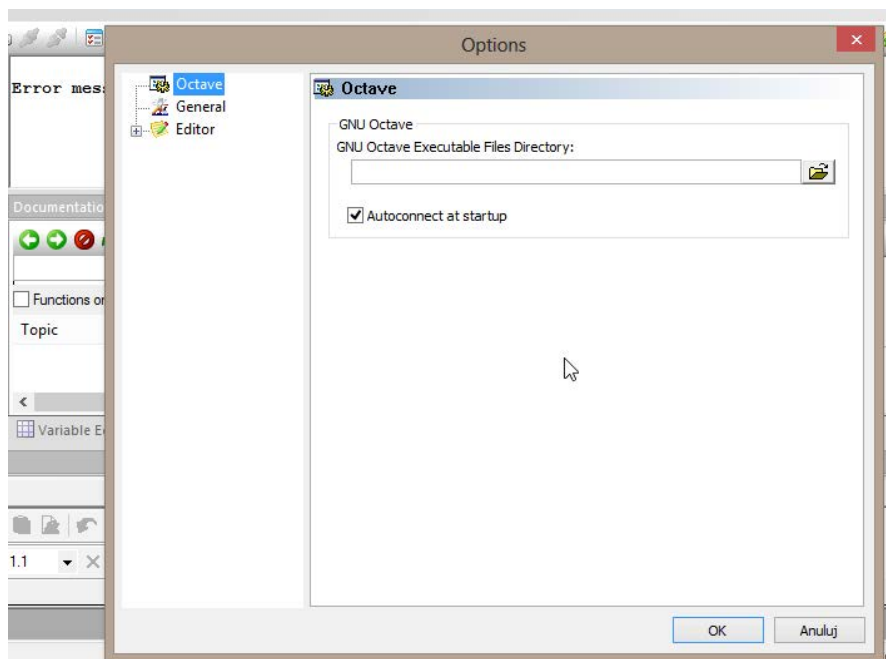 Options
Error mes
Octave
General
Editor
Octave
GNU Octave
GNU Octave Executable Files Directory:
Autoconnect at startup
Documentatio
Functions or
Topic
Variable E
1.1
OK
Anuluj